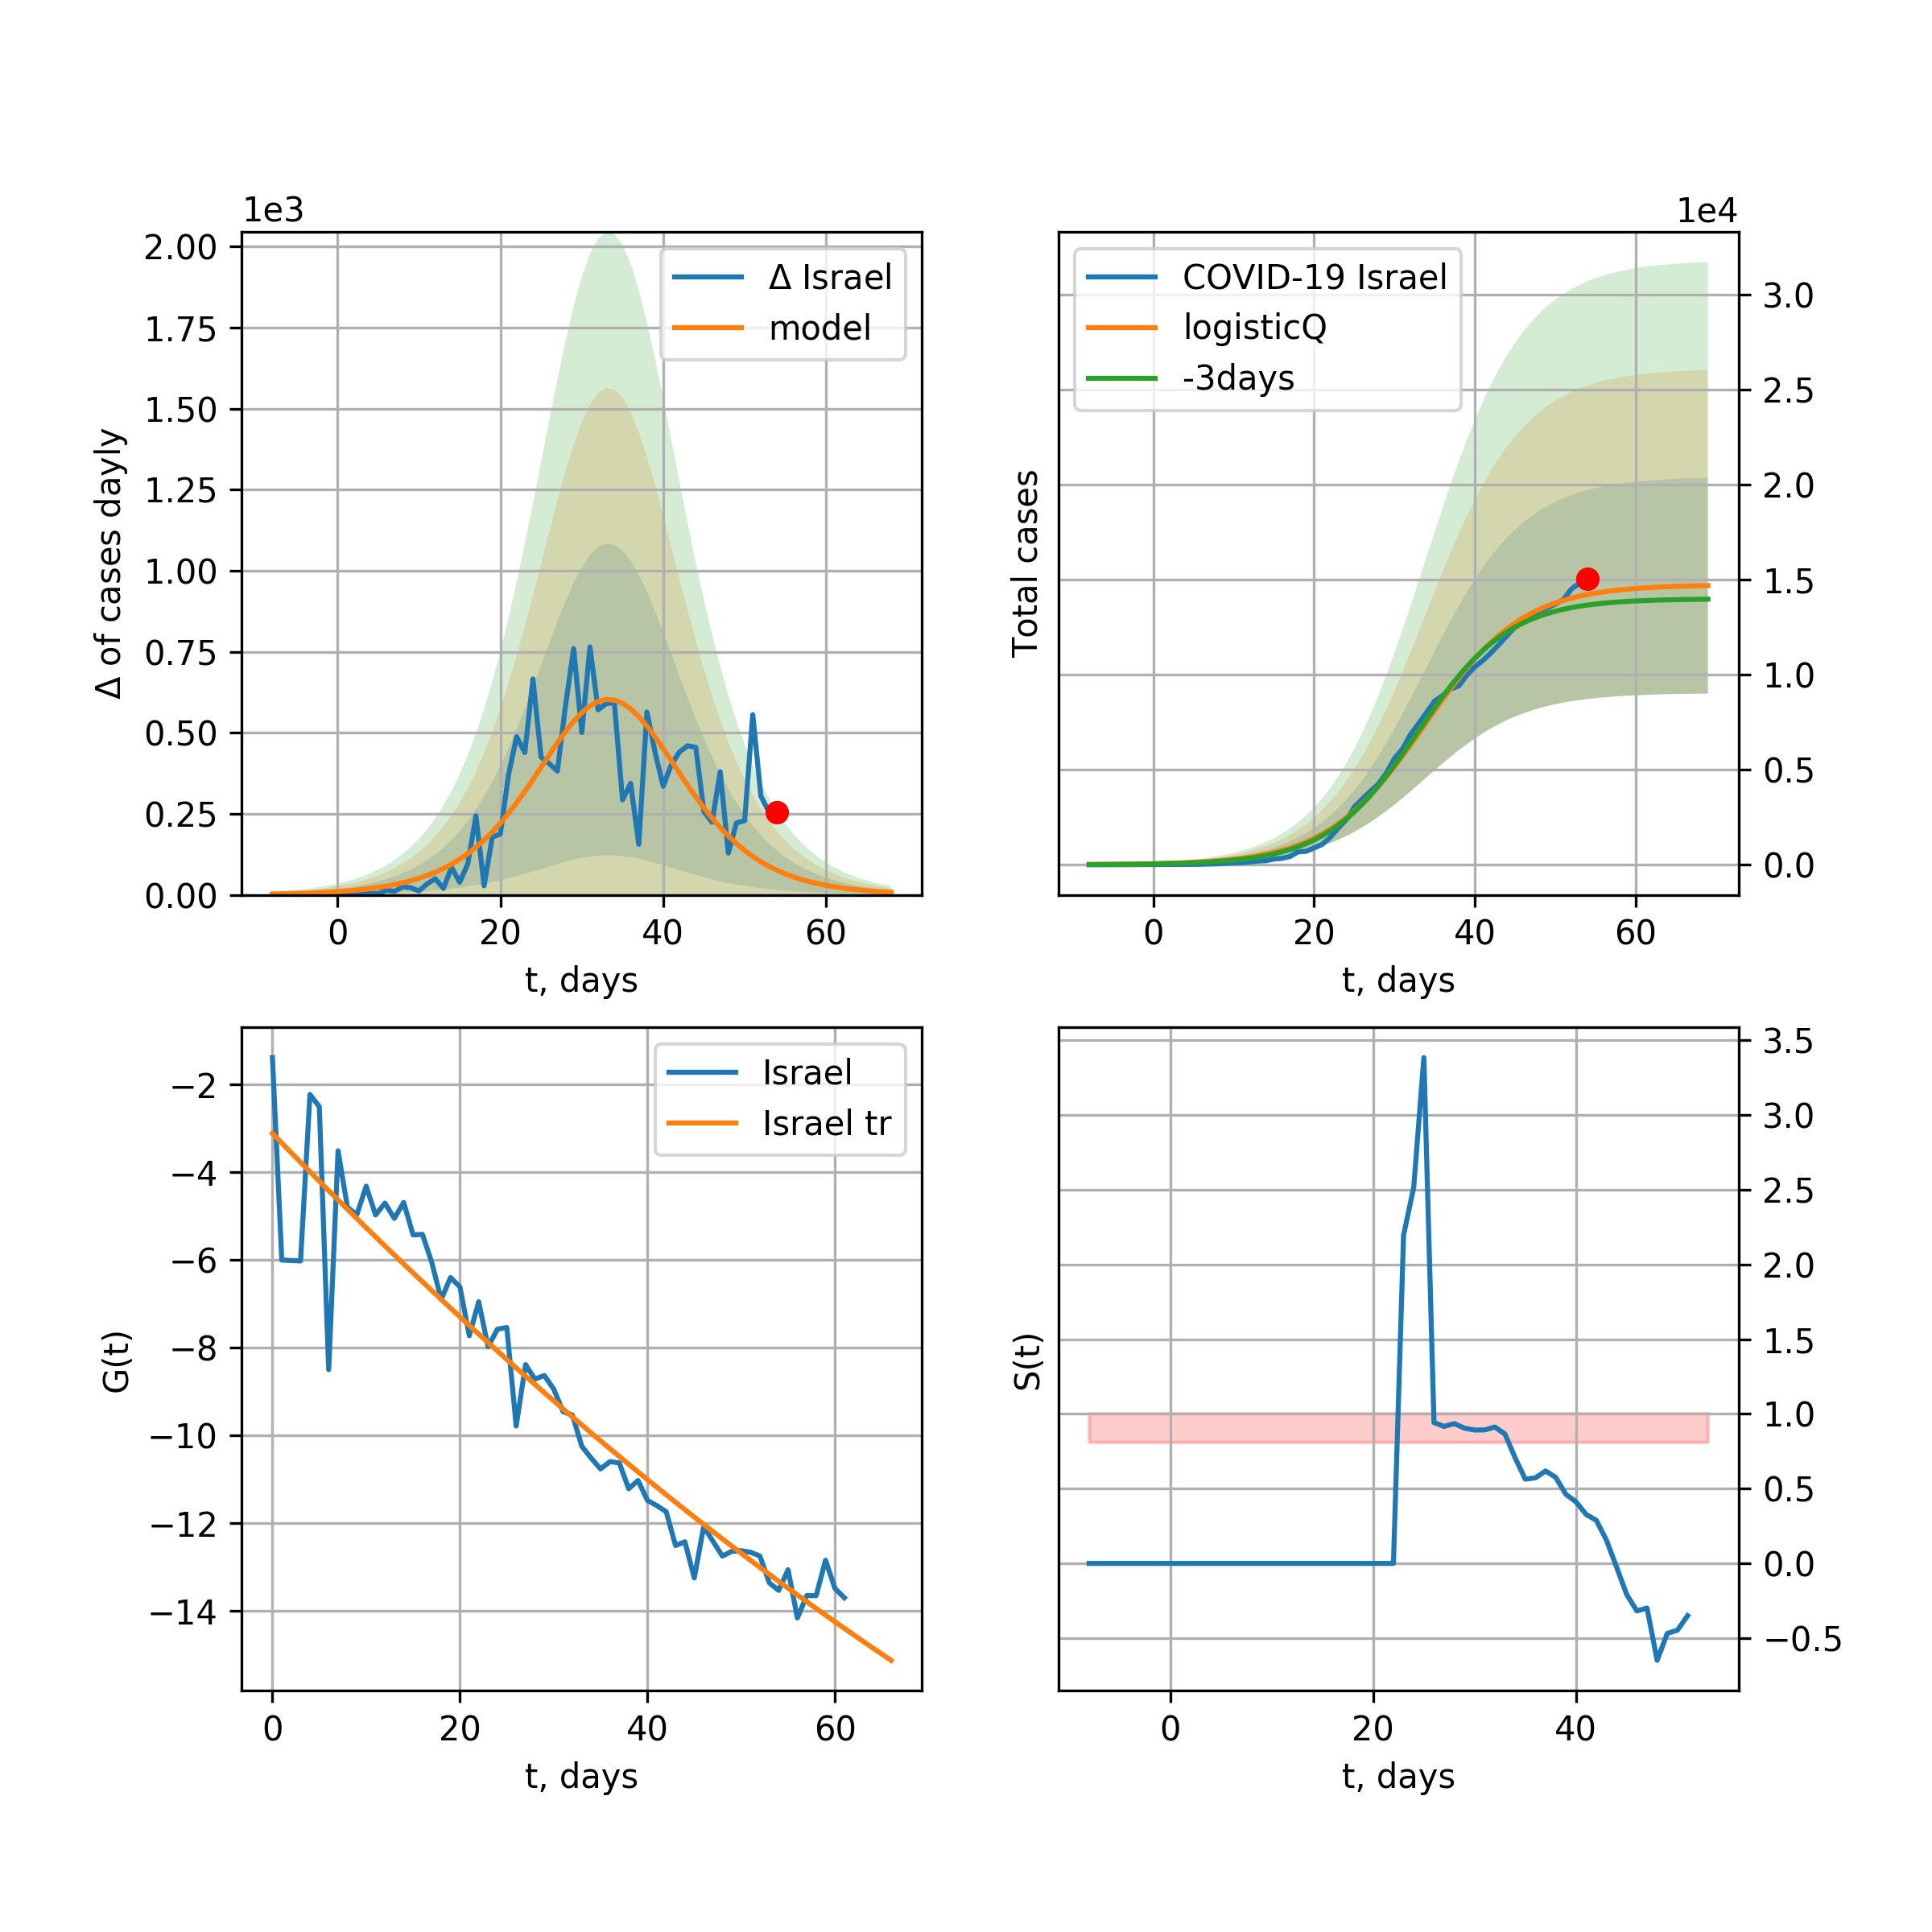 1e3
Δ of cases dayly
2.00
1.75
1.50
1.25
1.00
0.75
0.50
0.25
0.00
Δ Israel
model
0 20 40 60
t, days
1e4
Total cases
COVID-19 Israel
logisticQ
-3days
3.0
2.5
2.0
1.5
1.0
0.5
0.0
0 20 40 60
t, days
G(t)
−2
−4
−6
−8
−10
−12
−14
Israel
Israel tr
0 20 40 60
t, days
S(t)
3.5
3.0
2.5
2.0
1.5
1.0
0.5
0.0
−0.5
0 20 40
t, days